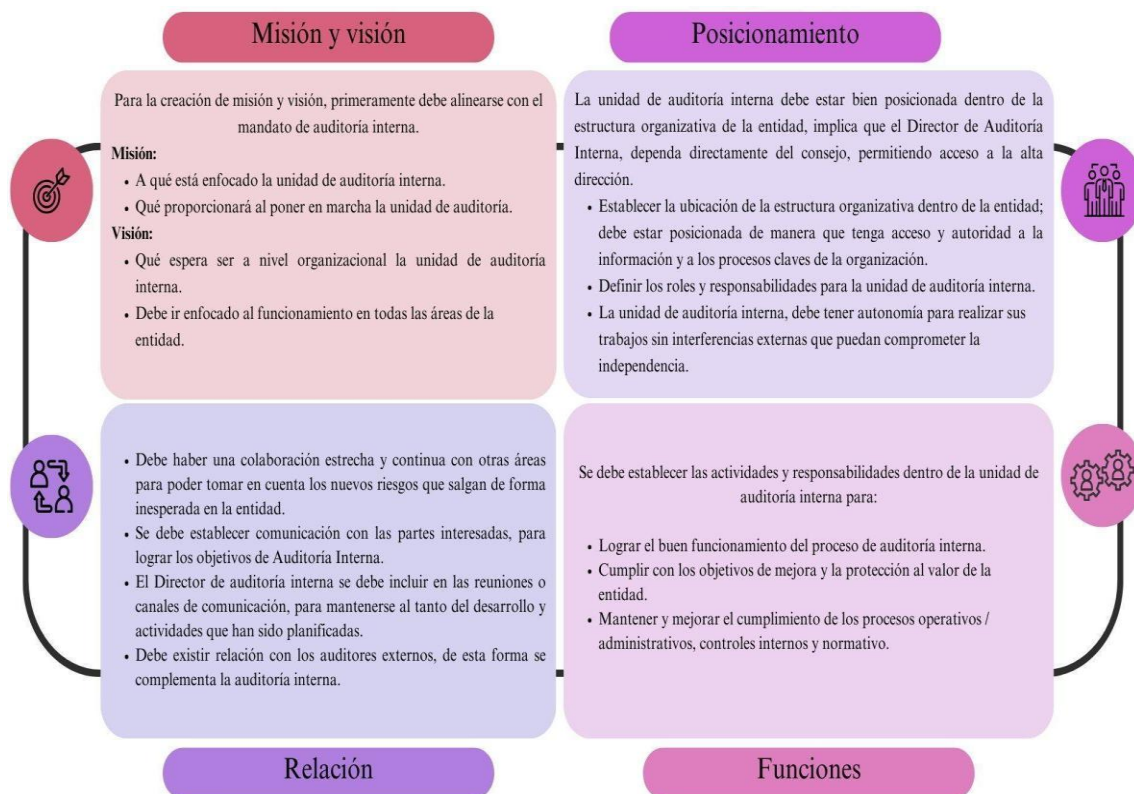 Misión y visión
Para la creación de misión y visión, primeramente debe alinearse con el
mandato de auditoría interna.
Misión:
• A qué está enfocado la unidad de auditoría interna.
• Qué proporcionará al poner en marcha la unidad de auditoría.
Visión:
• Qué espera ser a nivel organizacional la unidad de auditoría
interna.
• Debe ir enfocado al funcionamiento en todas las áreas de la
entidad.
Posicionamiento
La unidad de auditoría interna debe estar bien posicionada dentro de la
estructura organizativa de la entidad, implica que el Director de Auditoría
Interna, dependa directamente del consejo, permitiendo acceso a la alta
dirección.
• Establecer la ubicación de la estructura organizativa dentro de la entidad;
debe estar posicionada de manera que tenga acceso y autoridad a la
información y a los procesos claves de la organización.
• Definir los roles y responsabilidades para la unidad de auditoría interna.
• La unidad de auditoría interna, debe tener autonomía para realizar sus
trabajos sin interferencias externas que puedan comprometer la
independencia.
• Debe haber una colaboración estrecha y continua con otras áreas
para poder tomar en cuenta los nuevos riesgos que salgan de forma
inesperada en la entidad.
• Se debe establecer comunicación con las partes interesadas, para
lograr los objetivos de Auditoría Interna.
• El Director de auditoría interna se debe incluir en las reuniones o
canales de comunicación, para mantenerse al tanto del desarrollo y
actividades que han sido planificadas.
• Debe existir relación con los auditores externos, de esta forma se
complementa la auditoría interna.
Relación
Se debe establecer las actividades y responsabilidades dentro de la unidad de
auditoría interna para:
• Lograr el buen funcionamiento del proceso de auditoría interna.
• Cumplir con los objetivos de mejora y la protección al valor de la
entidad.
• Mantener y mejorar el cumplimiento de los procesos operativos /
administrativos, controles internos y normativo.
Funciones